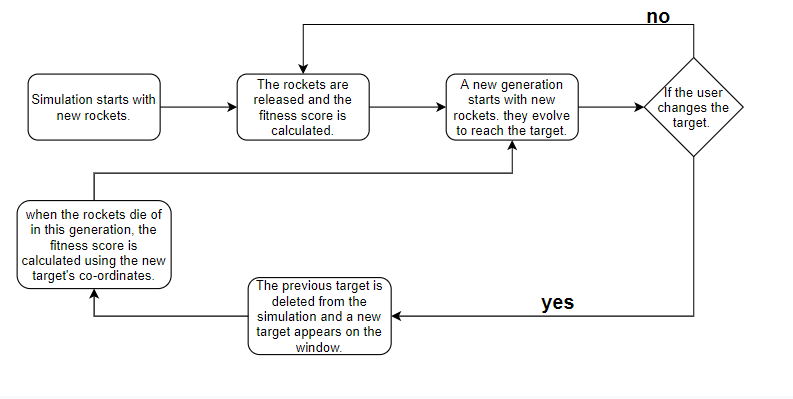 no
Simulation starts with
new rockets.
The rockets are
released and the
fitness score is
calculated.
A new generation
starts with new
rockets. they evolve
to reach the target.
If the user
changes the
target.
when the rockets die of
in this generation, the
fitness score is
calculated using the new
target's co-ordinates.
The previous target is
deleted from the
simulation and a new
target appears on the
window.
yes